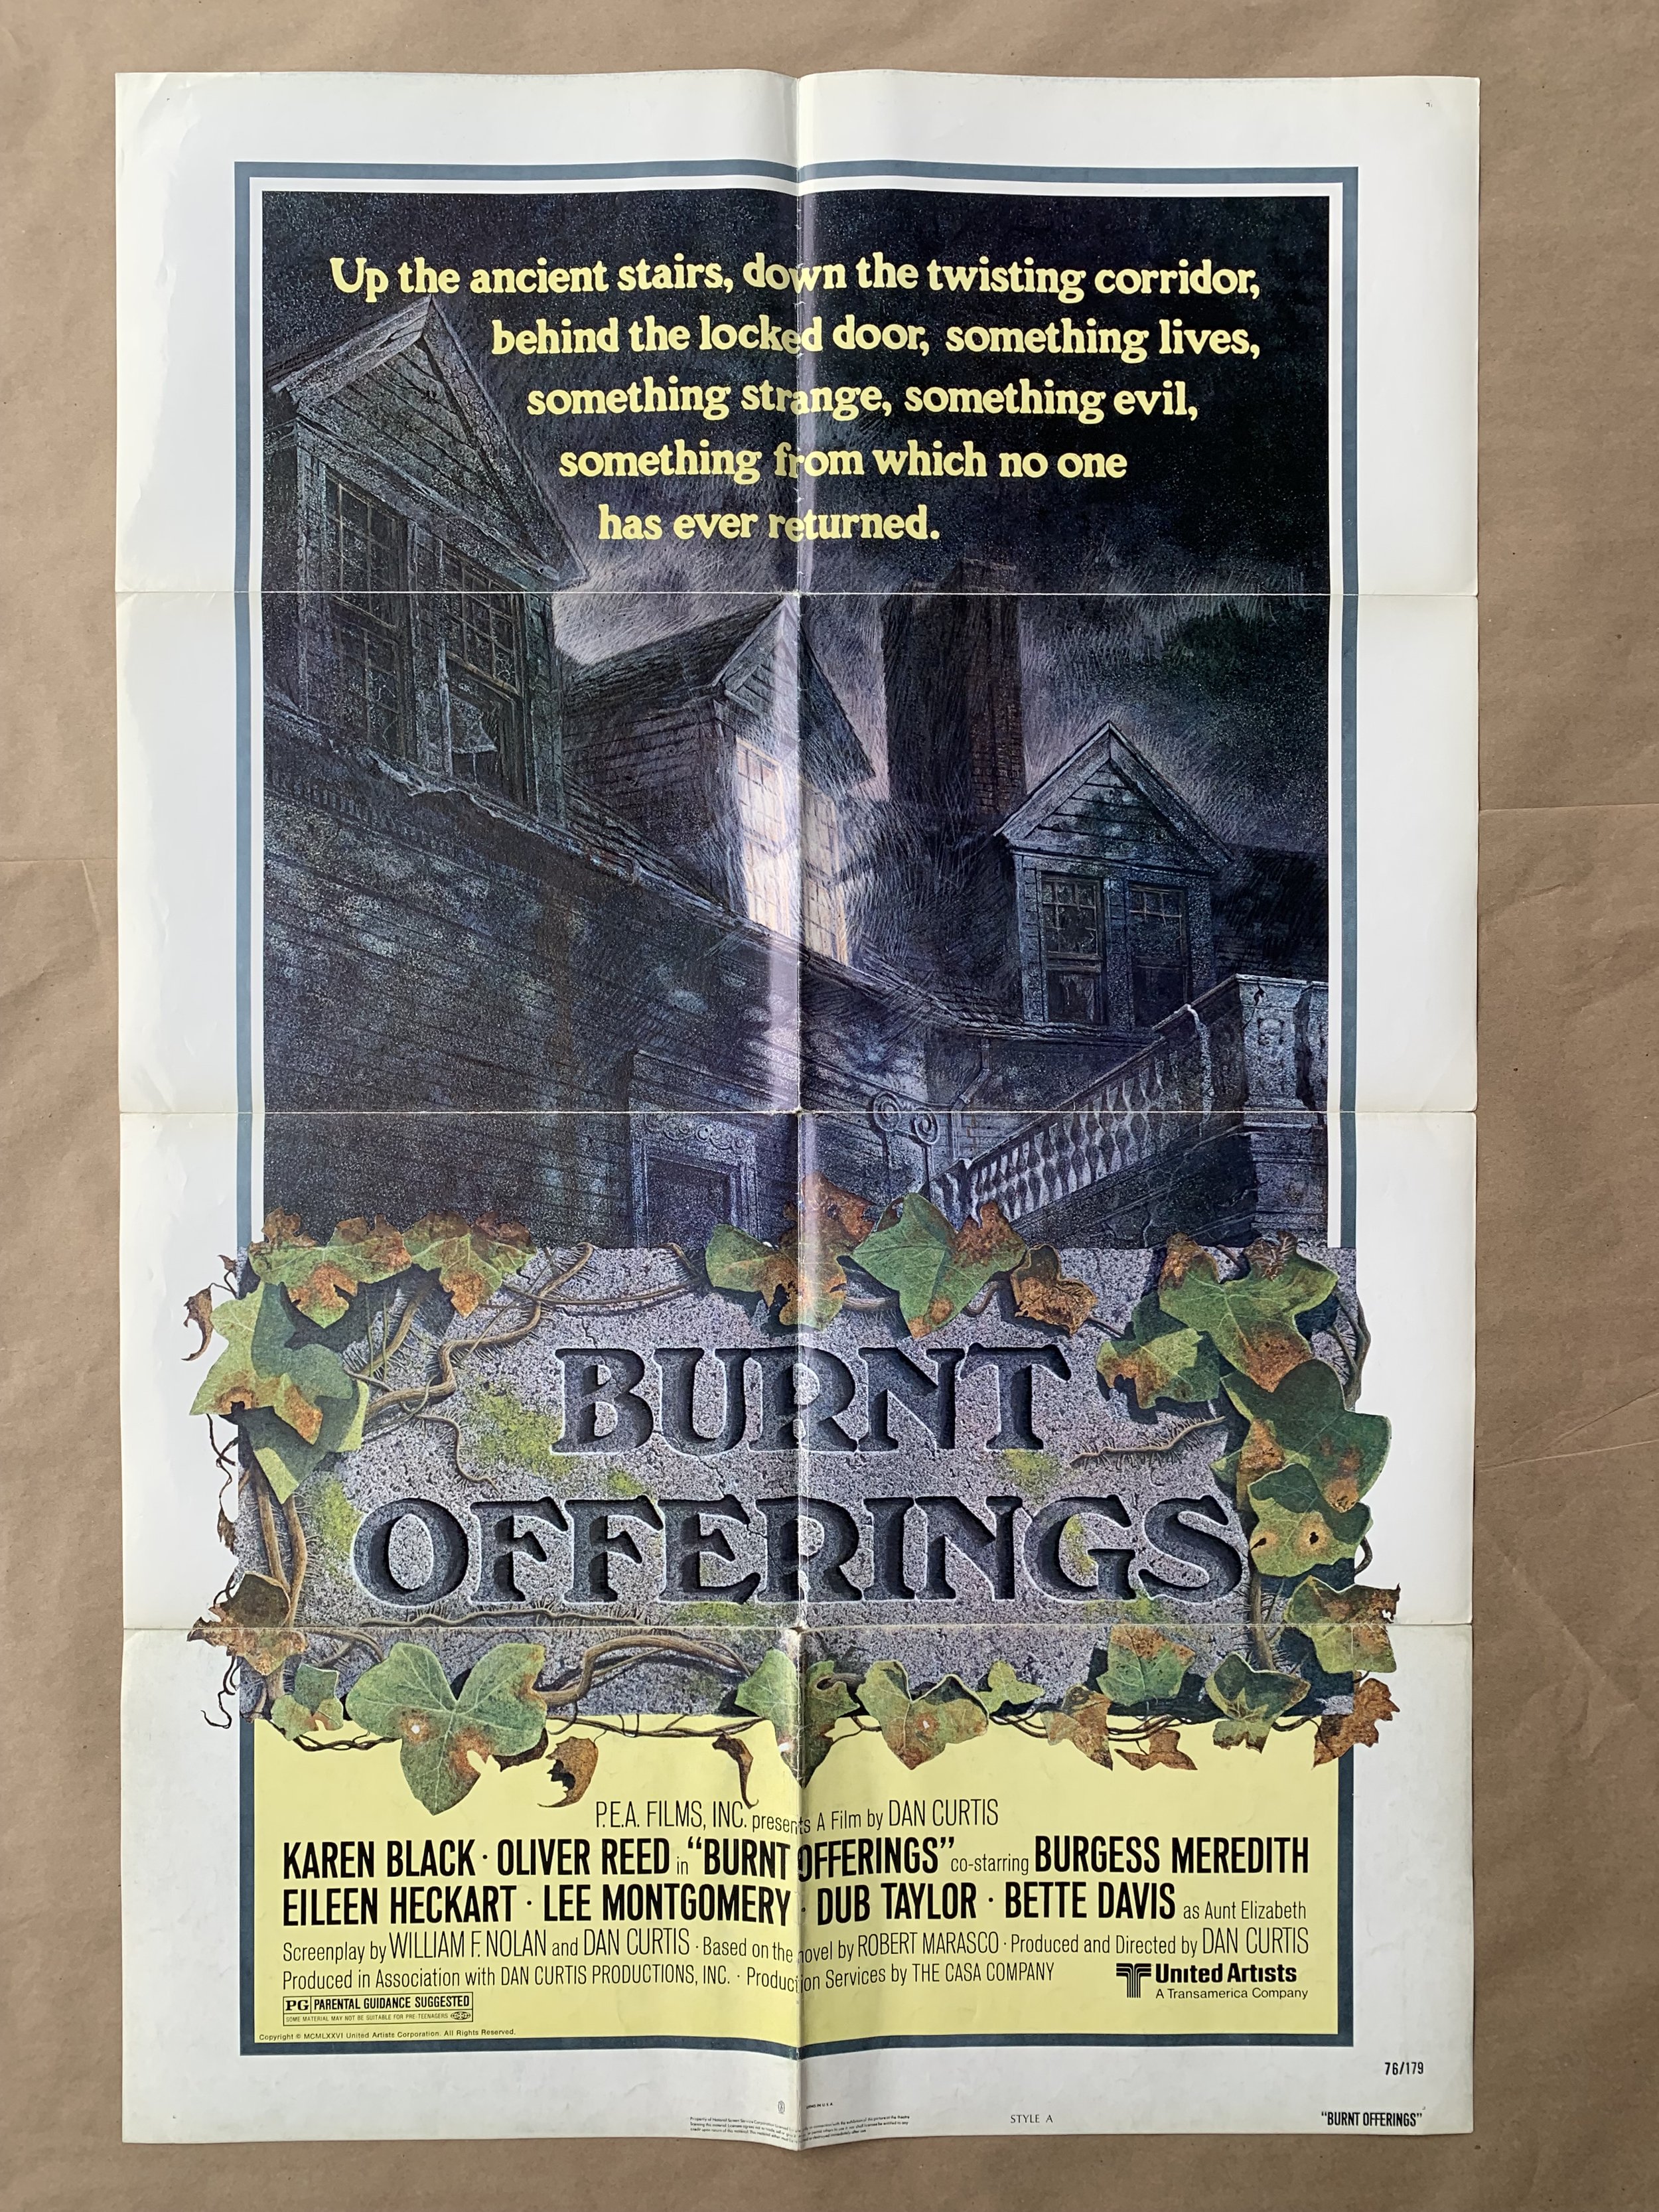 Up the ancient stairs, down the twisting corridor,
behind the locked door, something lives,
something strange, something evil,
something from which no one
has ever returned.
BURNT
OFFERINGS
P.E.A. FILMS, INC. presents A Film by DAN CURTIS
KAREN BLACK · OLIVER REED in "BURNT OFFERINGS" co-starring BURGESS MEREDITH
EILEEN HECKART · LEE MONTGOMERY · DUB TAYLOR · BETTE DAVIS as Aunt Elizabeth
Screenplay by WILLIAM F. NOLAN and DAN CURTIS · Based on the novel by ROBERT MARASCO · Produced and Directed by DAN CURTIS
Produced in Association with DAN CURTIS PRODUCTIONS, INC. · Production Services by THE CASA COMPANY
United Artists
A Transamerica Company
PG PARENTAL GUIDANCE SUGGESTED
SOME MATERIAL MAY NOT BE SUITABLE FOR PRE-TEENAGERS
Copyright © MCMLXXVI United Artists Corporation. All Rights Reserved.
76/179
STYLE A
"BURNT OFFERINGS"